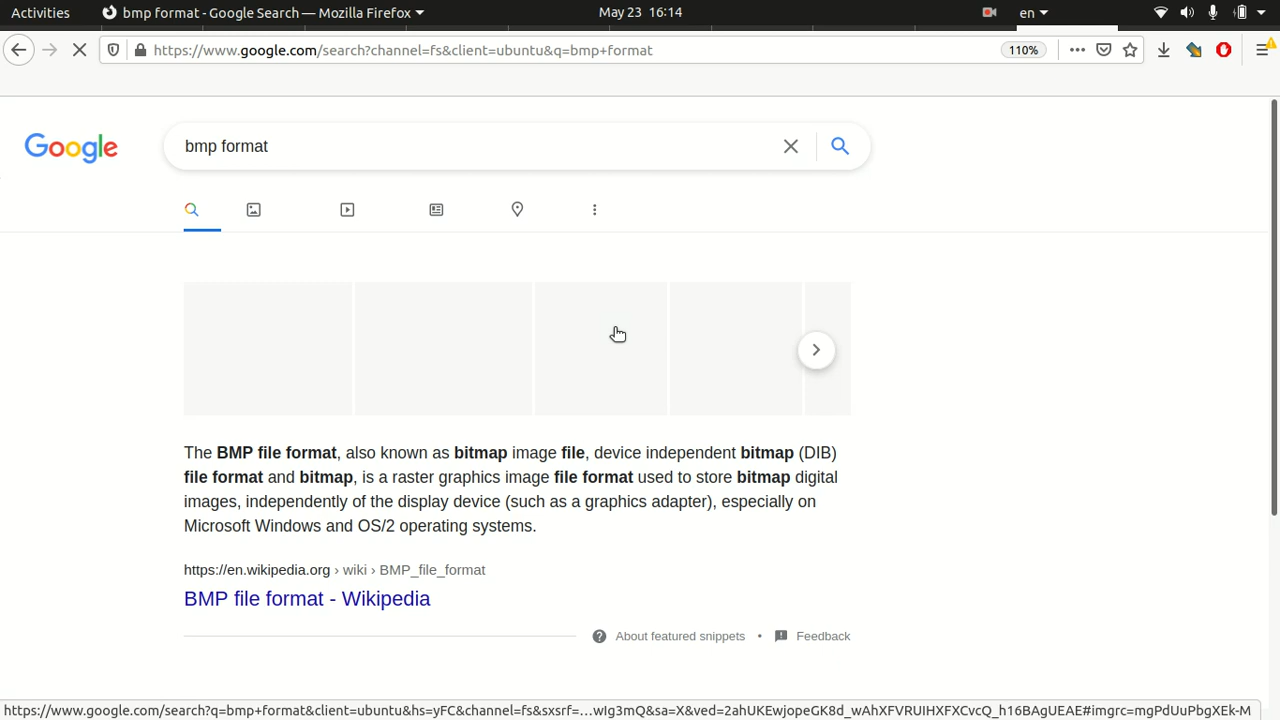 Activities
bmp format - Google Search — Mozilla Firefox
May 23 16:14
en
https://www.google.com/search?channel=fs&client=ubuntu&q=bmp+format
110%
Google
bmp format
The BMP file format, also known as bitmap image file, device independent bitmap (DIB)
file format and bitmap, is a raster graphics image file format used to store bitmap digital
images, independently of the display device (such as a graphics adapter), especially on
Microsoft Windows and OS/2 operating systems.
https://en.wikipedia.org › wiki › BMP_file_format
BMP file format - Wikipedia
About featured snippets • Feedback
https://www.google.com/search?q=bmp+format&client=ubuntu&hs=yFC&channel=fs&sxsrf=…wIg3mQ&sa=X&ved=2ahUKEwjopeGK8d_wAhXFVRUIHXFXCvcQ_h16BAgUEAE#imgrc=mgPdUuPbgXEk-M